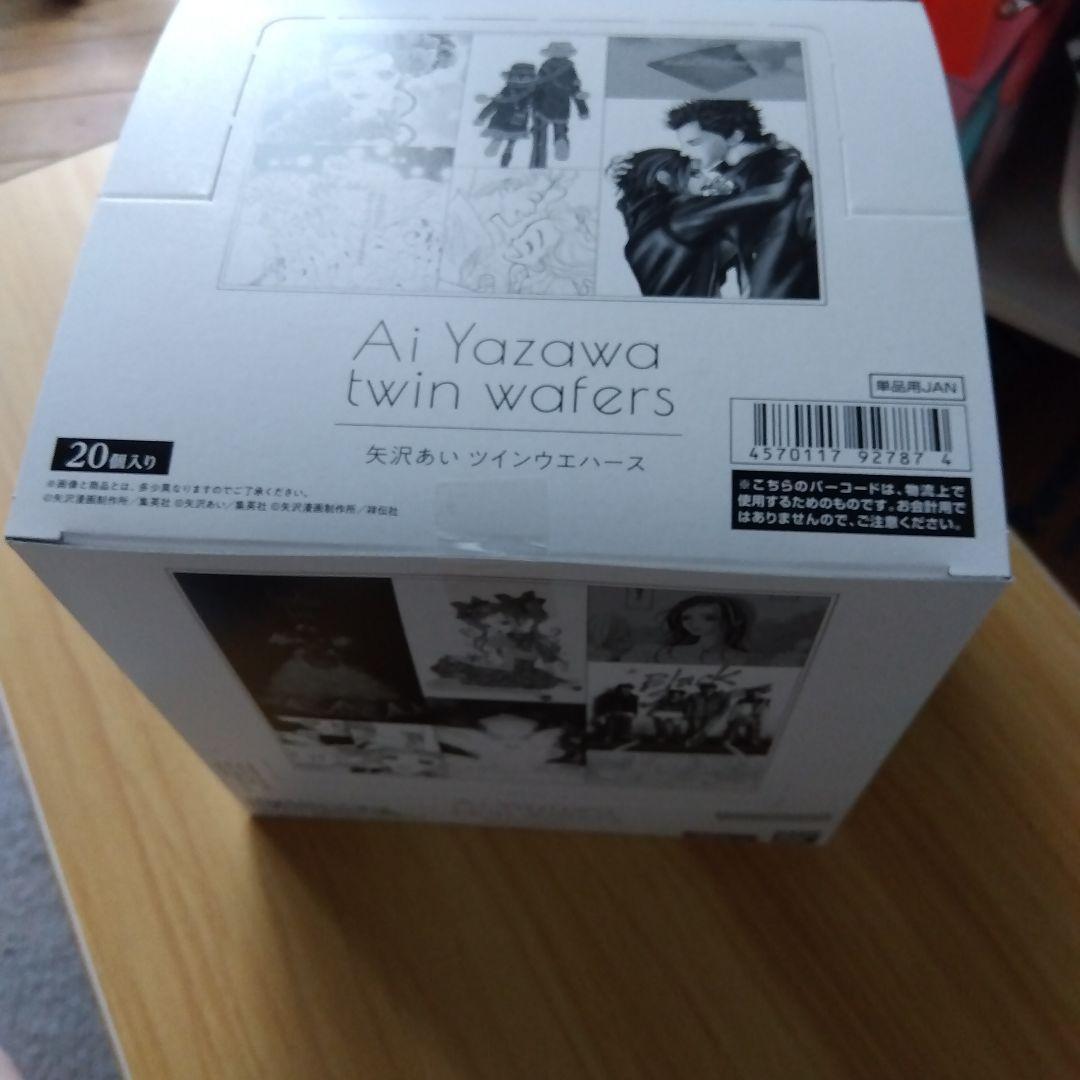 Ai Yazawa
twin wafers
矢沢あい ツインウエハース
20個入り
※画像と商品とは、多少異なりますのでご了承ください。
©矢沢漫画制作所/集英社 ©矢沢あい/集英社 ©矢沢漫画制作所/祥伝社
単品用JAN
4570117 92787 4
※こちらのバーコードは、物流上で
使用するためのものです。お会計用で
はありませんので、ご注意ください。
Black